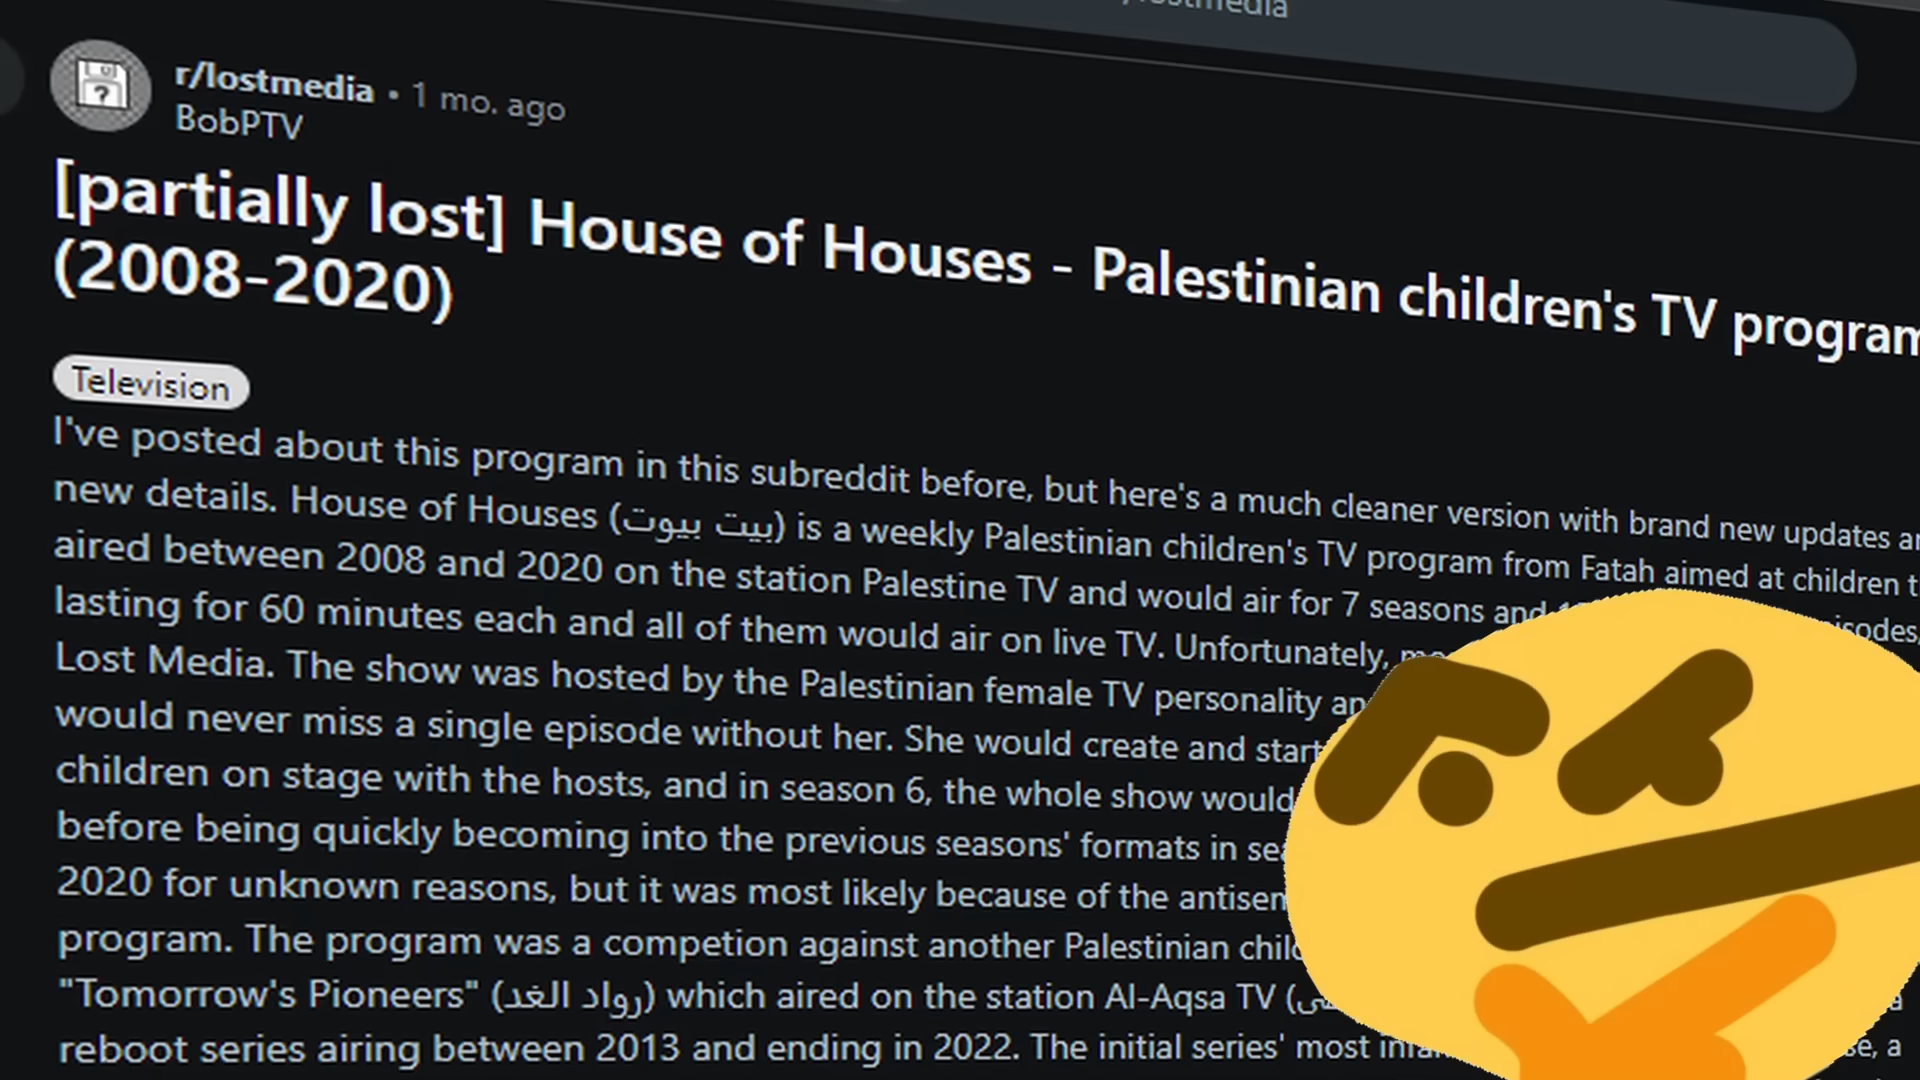 /lostmedia
r/lostmedia • 1 mo. ago
BobPTV
[partially lost] House of Houses - Palestinian children's TV program
(2008-2020)
Television
I've posted about this program in this subreddit before, but here's a much cleaner version with brand new updates
new details. House of Houses (بيت بيوت) is a weekly Palestinian children's TV program from Fatah aimed at children
aired between 2008 and 2020 on the station Palestine TV and would air for 7 seasons and
lasting for 60 minutes each and all of them would air on live TV. Unfortunately,
Lost Media. The show was hosted by the Palestinian female TV personality
would never miss a single episode without her. She would create and start
children on stage with the hosts, and in season 6, the whole show would
before being quickly becoming into the previous seasons' formats in
2020 for unknown reasons, but it was most likely because of the
program. The program was a competion against another Palestinian
"Tomorrow's Pioneers" (رواد الغد) which aired on the station Al-Aqsa TV
reboot series airing between 2013 and ending in 2022. The initial series' most a